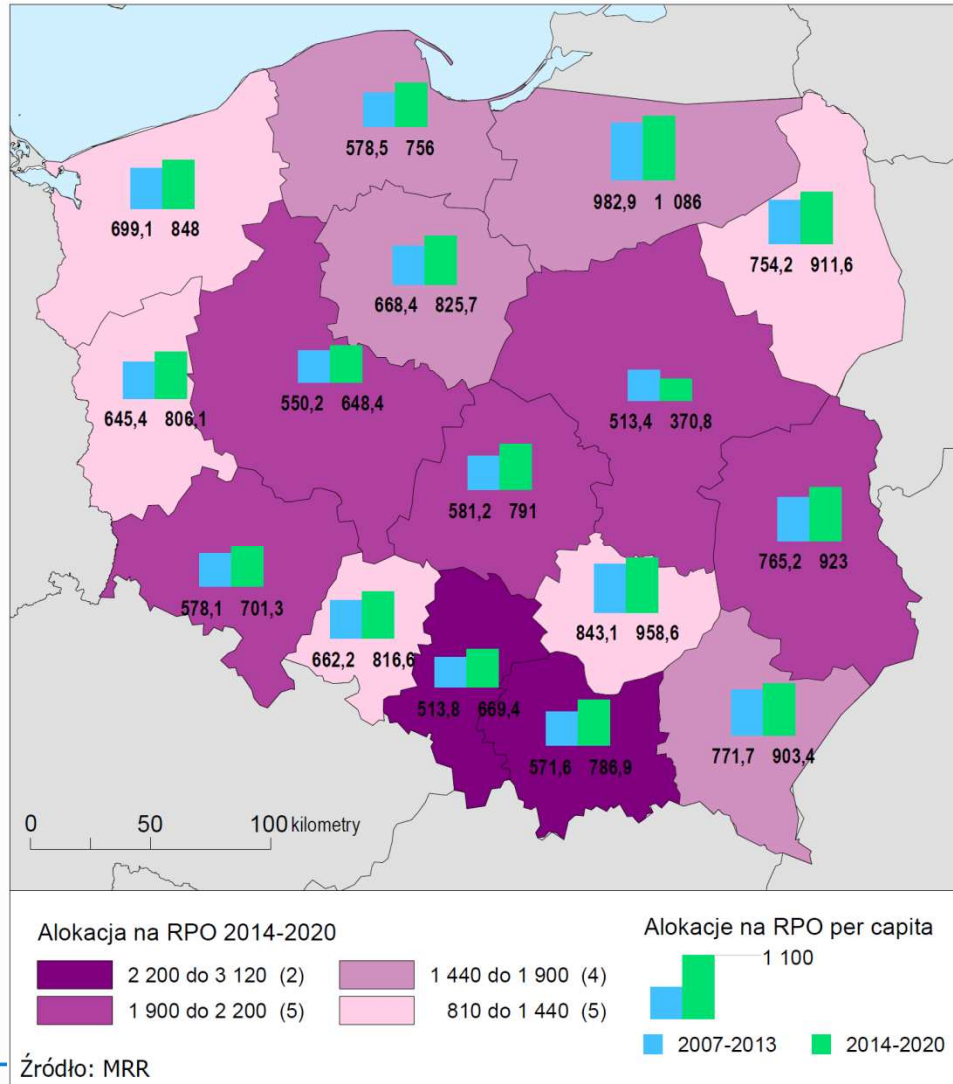 578,5 756
982,9 1 086
699,1 848
754,2 911,6
668,4 825,7
645,4 806,1
550,2 648,4
513,4 370,8
581,2 791
765,2 923
578,1 701,3
662,2 816,6
843,1 958,6
513,8 669,4
571,6 786,9
771,7 903,4
0 50 100 kilometry
Alokacja na RPO 2014-2020
2 200 do 3 120 (2)
1 900 do 2 200 (5)
1 440 do 1 900 (4)
810 do 1 440 (5)
Alokacje na RPO per capita
1 100
2007-2013 2014-2020
Źródło: MRR